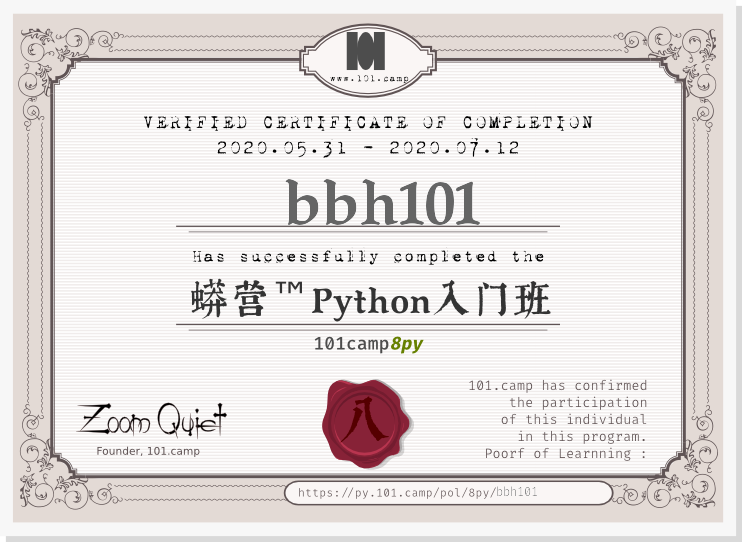 www.101.camp
VERIFIED CERTIFICATE OF COMPLETION
2020.05.31 - 2020.07.12
bbh101
Has successfully completed the
蟒营™Python入门班
101camp8py
101.camp has confirmed
the participation
of this individual
in this program.
Poorf of Learnning :
Zoom Quiet
Founder, 101.camp
八
https://py.101.camp/pol/8py/bbh101